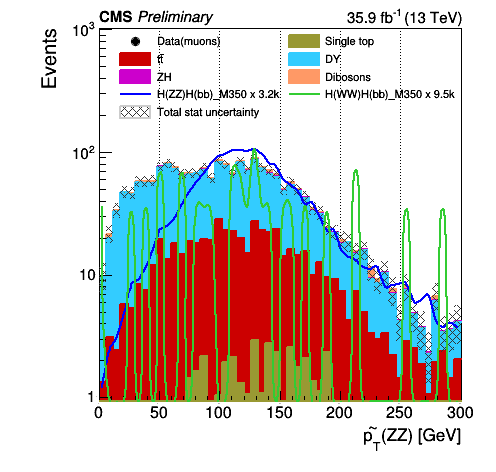 CMS Preliminary 35.9 fb⁻¹ (13 TeV)
Events
Data(muons) Single top
tt̄ DY
ZH Dibosons
H(ZZ)H(bb)_M350 x 3.2k H(WW)H(bb)_M350 x 9.5k
Total stat uncertainty
10³
10²
10
1
0 50 100 150 200 250 300
p̃_T(ZZ) [GeV]